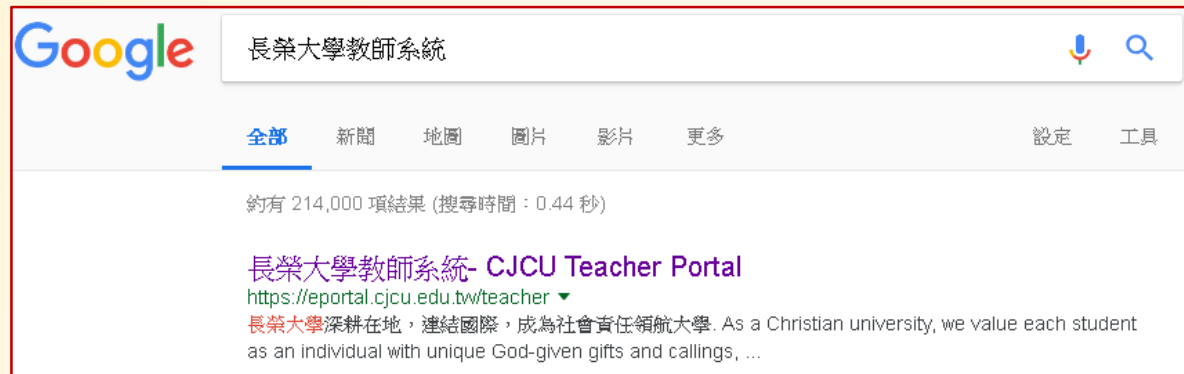 Google
長榮大學教師系統
全部 新聞 地圖 圖片 影片 更多 設定 工具
約有 214,000 項結果 (搜尋時間：0.44 秒)
長榮大學教師系統- CJCU Teacher Portal
https://eportal.cjcu.edu.tw/teacher
長榮大學深耕在地，連結國際，成為社會責任領航大學. As a Christian university, we value each student
as an individual with unique God-given gifts and callings, ...